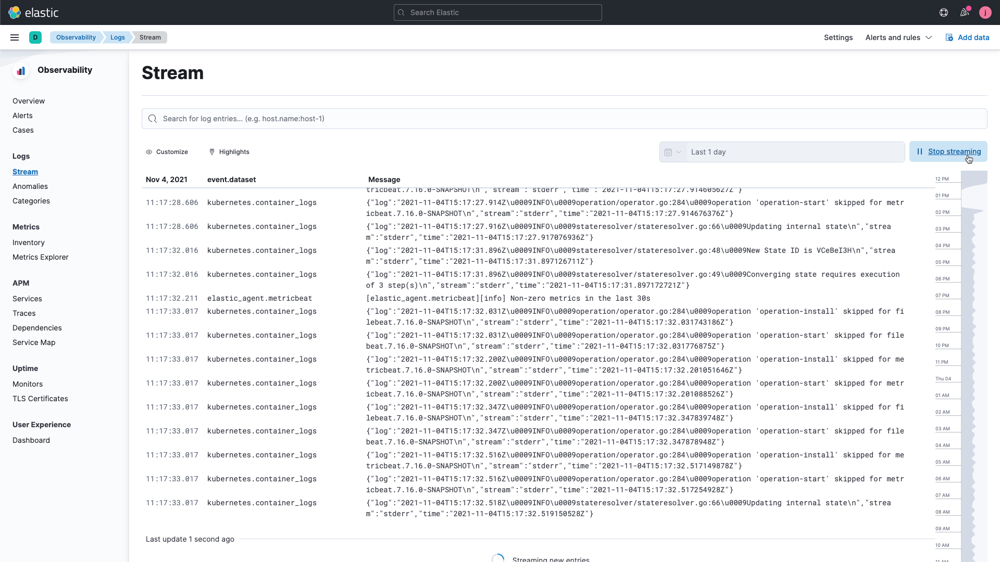 elastic
Search Elastic
j
D
Observability
Logs
Stream
Settings
Alerts and rules
Add data
Observability
Overview
Alerts
Cases
Logs
Stream
Anomalies
Categories
Metrics
Inventory
Metrics Explorer
APM
Services
Traces
Dependencies
Service Map
Uptime
Monitors
TLS Certificates
User Experience
Dashboard
Stream
Search for log entries... (e.g. host.name:host-1)
Customize
Highlights
Last 1 day
Stop streaming
Nov 4, 2021 event.dataset Message
tricbeat.7.16.0-SNAPSHOT\n","stream":"stderr","time":"2021-11-04T15:17:27.914605627Z"}
11:17:28.606 kubernetes.container_logs {"log":"2021-11-04T15:17:27.914Z\u0009INFO\u0009operation/operator.go:284\u0009operation 'operation-start' skipped for metr
icbeat.7.16.0-SNAPSHOT\n","stream":"stderr","time":"2021-11-04T15:17:27.914676376Z"}
11:17:28.606 kubernetes.container_logs {"log":"2021-11-04T15:17:27.916Z\u0009INFO\u0009stateresolver/stateresolver.go:66\u0009Updating internal state\n","strea
m":"stderr","time":"2021-11-04T15:17:27.917076936Z"}
11:17:32.016 kubernetes.container_logs {"log":"2021-11-04T15:17:31.896Z\u0009INFO\u0009stateresolver/stateresolver.go:48\u0009New State ID is VCeBeI3H\n","strea
m":"stderr","time":"2021-11-04T15:17:31.897126711Z"}
11:17:32.016 kubernetes.container_logs {"log":"2021-11-04T15:17:31.896Z\u0009INFO\u0009stateresolver/stateresolver.go:49\u0009Converging state requires execution
of 3 step(s)\n","stream":"stderr","time":"2021-11-04T15:17:31.897172721Z"}
11:17:32.211 elastic_agent.metricbeat [elastic_agent.metricbeat][info] Non-zero metrics in the last 30s
11:17:33.017 kubernetes.container_logs {"log":"2021-11-04T15:17:32.031Z\u0009INFO\u0009operation/operator.go:284\u0009operation 'operation-install' skipped for fi
lebeat.7.16.0-SNAPSHOT\n","stream":"stderr","time":"2021-11-04T15:17:32.031743186Z"}
11:17:33.017 kubernetes.container_logs {"log":"2021-11-04T15:17:32.031Z\u0009INFO\u0009operation/operator.go:284\u0009operation 'operation-start' skipped for file
beat.7.16.0-SNAPSHOT\n","stream":"stderr","time":"2021-11-04T15:17:32.031776875Z"}
11:17:33.017 kubernetes.container_logs {"log":"2021-11-04T15:17:32.200Z\u0009INFO\u0009operation/operator.go:284\u0009operation 'operation-install' skipped for me
tricbeat.7.16.0-SNAPSHOT\n","stream":"stderr","time":"2021-11-04T15:17:32.201051646Z"}
11:17:33.017 kubernetes.container_logs {"log":"2021-11-04T15:17:32.200Z\u0009INFO\u0009operation/operator.go:284\u0009operation 'operation-start' skipped for metr
icbeat.7.16.0-SNAPSHOT\n","stream":"stderr","time":"2021-11-04T15:17:32.201088526Z"}
11:17:33.017 kubernetes.container_logs {"log":"2021-11-04T15:17:32.347Z\u0009INFO\u0009operation/operator.go:284\u0009operation 'operation-install' skipped for fi
lebeat.7.16.0-SNAPSHOT\n","stream":"stderr","time":"2021-11-04T15:17:32.347839748Z"}
11:17:33.017 kubernetes.container_logs {"log":"2021-11-04T15:17:32.347Z\u0009INFO\u0009operation/operator.go:284\u0009operation 'operation-start' skipped for file
beat.7.16.0-SNAPSHOT\n","stream":"stderr","time":"2021-11-04T15:17:32.347878948Z"}
11:17:33.017 kubernetes.container_logs {"log":"2021-11-04T15:17:32.516Z\u0009INFO\u0009operation/operator.go:284\u0009operation 'operation-install' skipped for me
tricbeat.7.16.0-SNAPSHOT\n","stream":"stderr","time":"2021-11-04T15:17:32.517149878Z"}
11:17:33.017 kubernetes.container_logs {"log":"2021-11-04T15:17:32.516Z\u0009INFO\u0009operation/operator.go:284\u0009operation 'operation-start' skipped for metr
icbeat.7.16.0-SNAPSHOT\n","stream":"stderr","time":"2021-11-04T15:17:32.517254928Z"}
11:17:33.017 kubernetes.container_logs {"log":"2021-11-04T15:17:32.518Z\u0009INFO\u0009stateresolver/stateresolver.go:66\u0009Updating internal state\n","strea
m":"stderr","time":"2021-11-04T15:17:32.519150528Z"}
Last update 1 second ago
Streaming new entries
12 PM
01 PM
02 PM
03 PM
04 PM
05 PM
06 PM
07 PM
08 PM
09 PM
10 PM
11 PM
Thu 04
01 AM
02 AM
03 AM
04 AM
05 AM
06 AM
07 AM
08 AM
09 AM
10 AM
11 AM